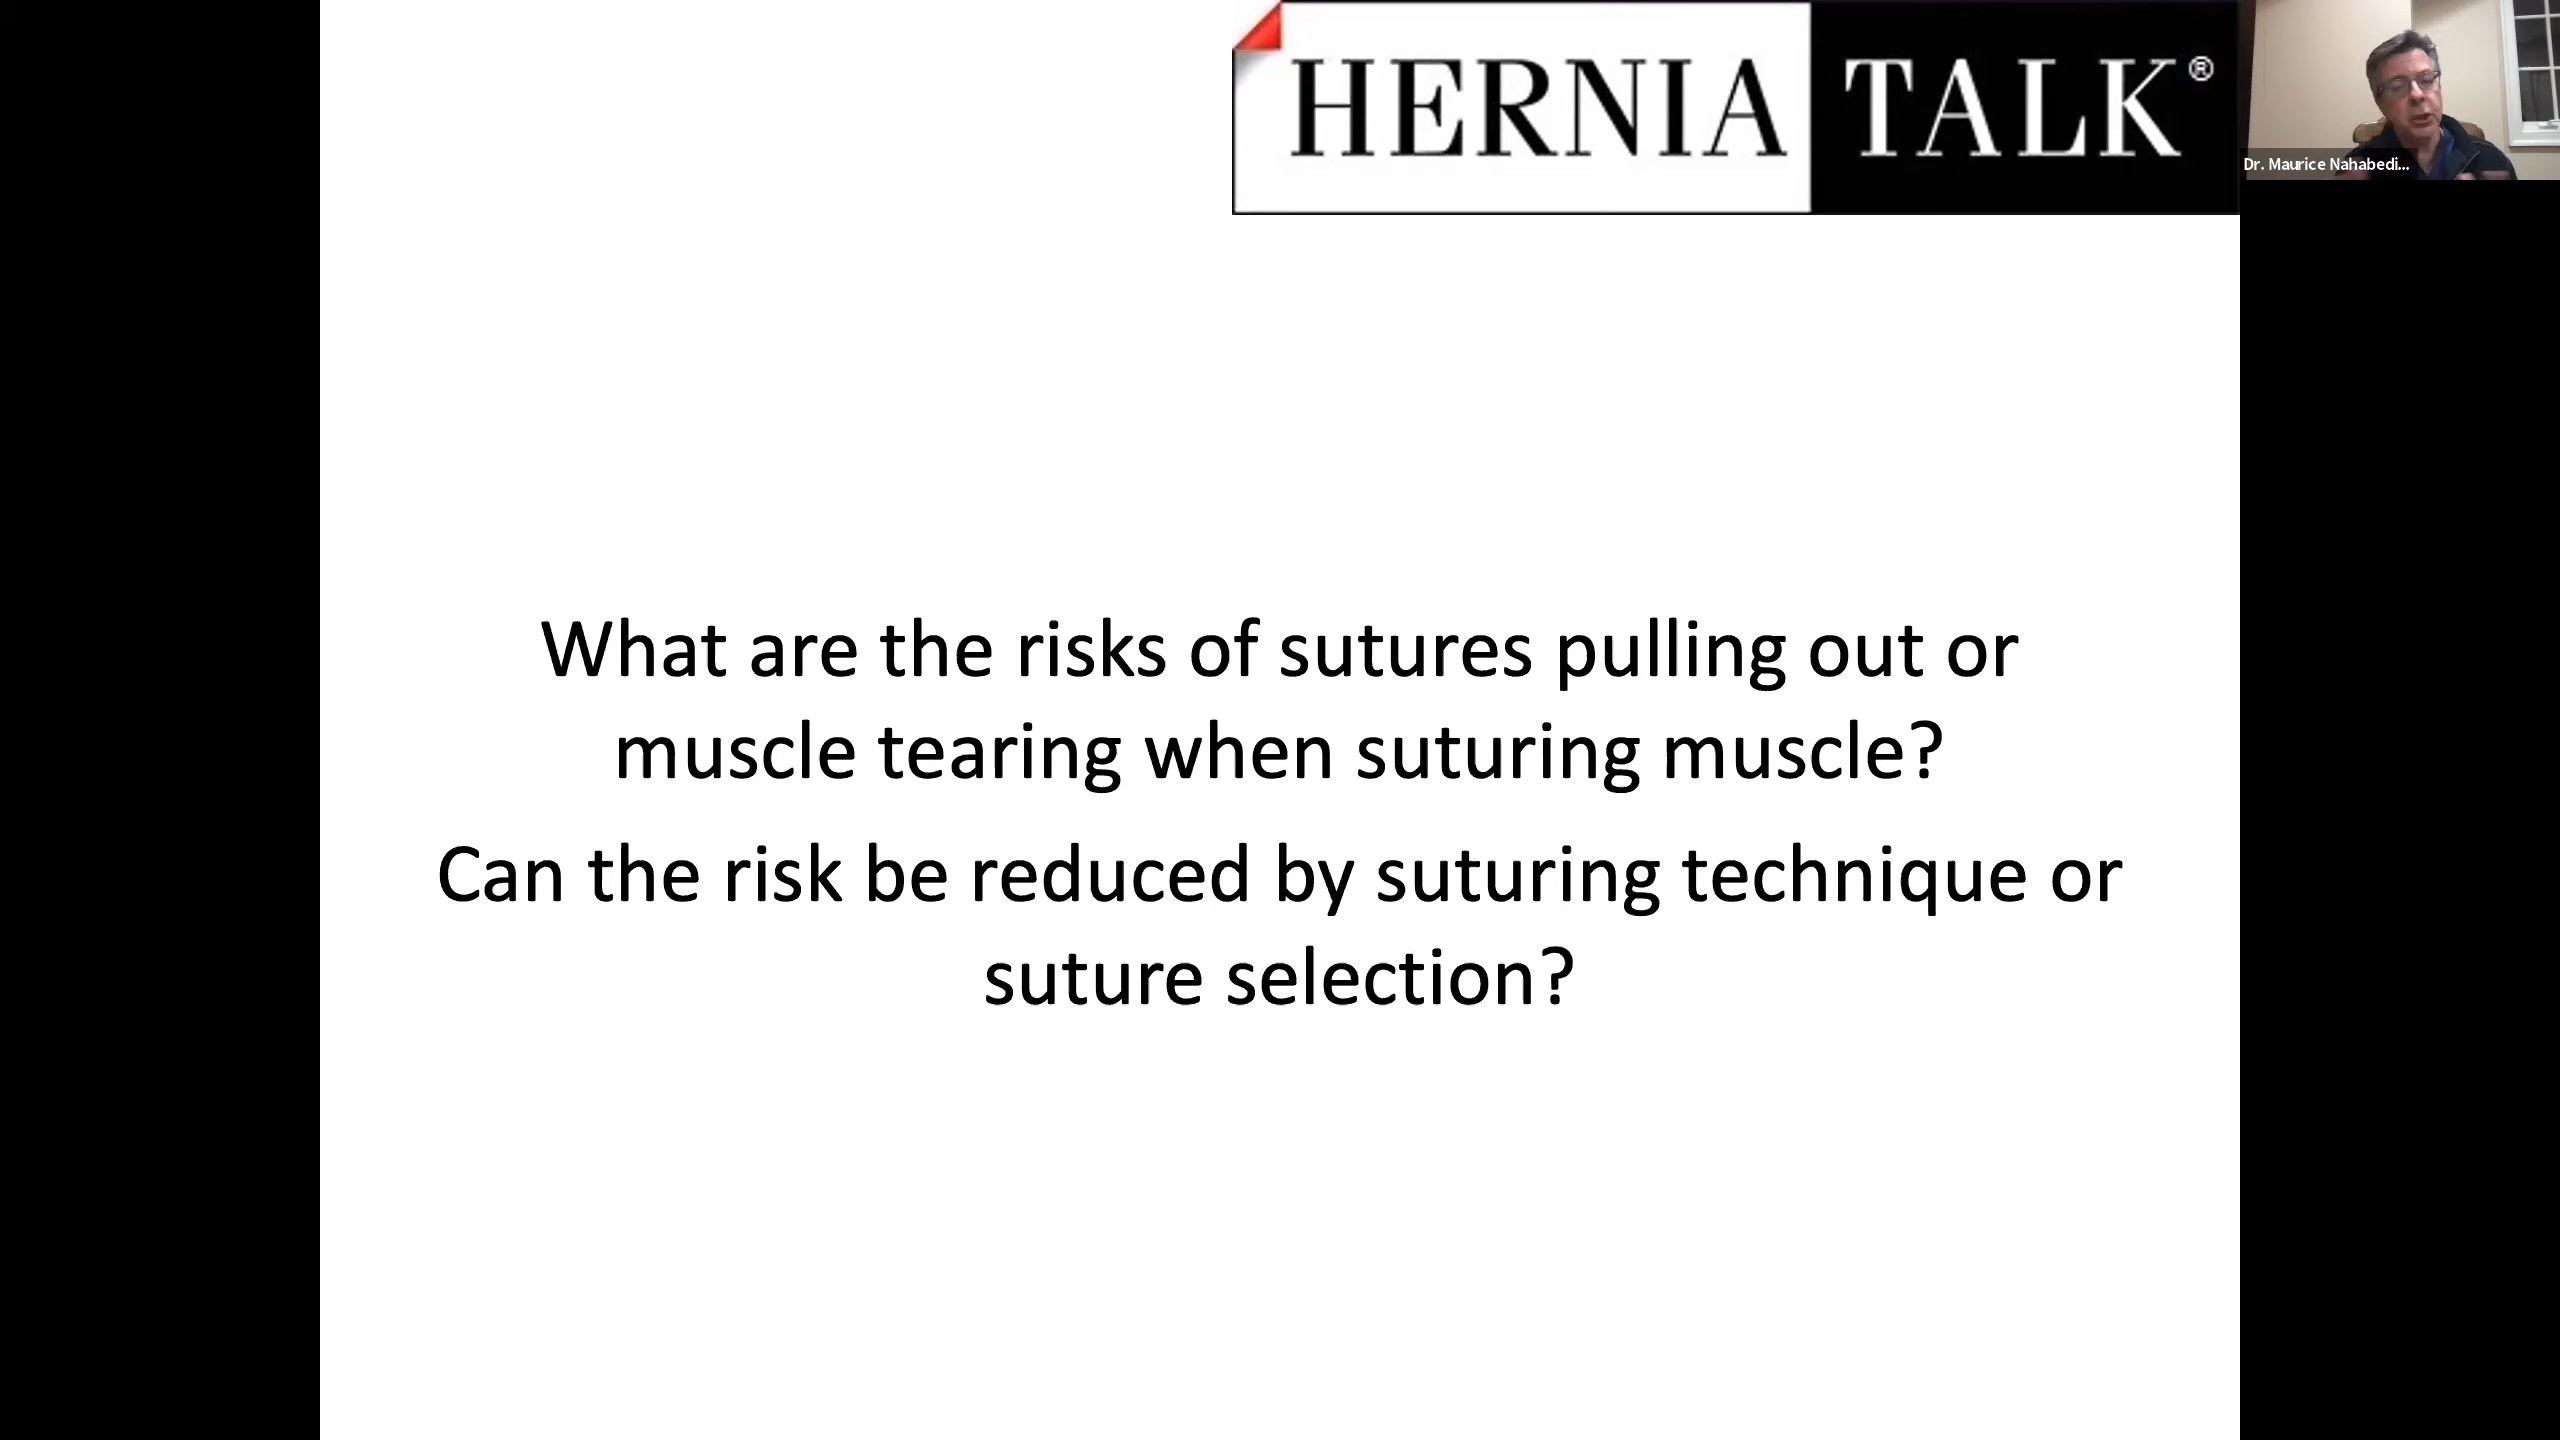 HERNIA TALK®
Dr. Maurice Nahabedi...
What are the risks of sutures pulling out or
muscle tearing when suturing muscle?
Can the risk be reduced by suturing technique or
suture selection?